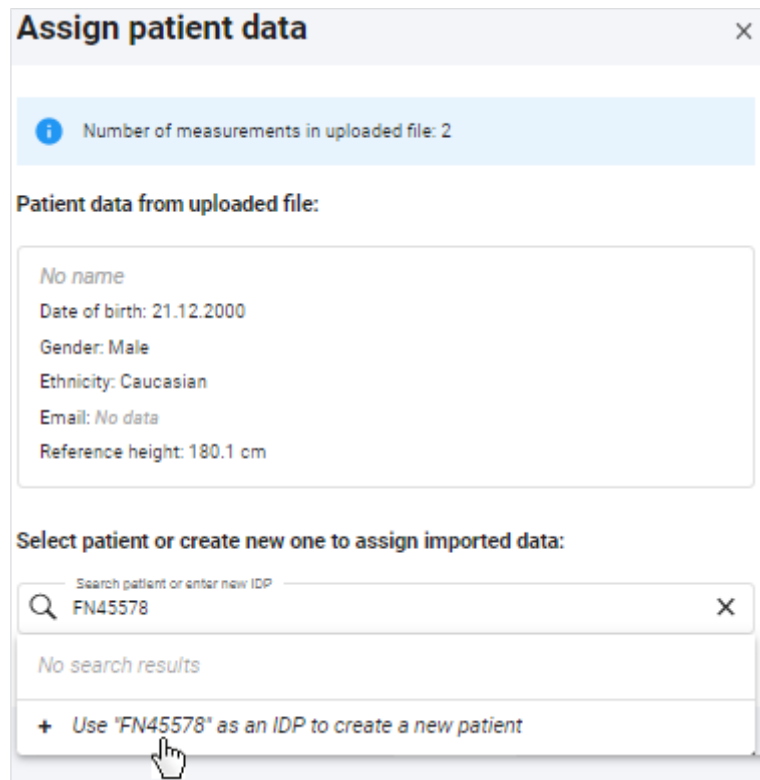 Assign patient data
Number of measurements in uploaded file: 2
Patient data from uploaded file:
No name
Date of birth: 21.12.2000
Gender: Male
Ethnicity: Caucasian
Email: No data
Reference height: 180.1 cm
Select patient or create new one to assign imported data:
Search patient or enter new IDP
FN45578
No search results
+ Use "FN45578" as an IDP to create a new patient